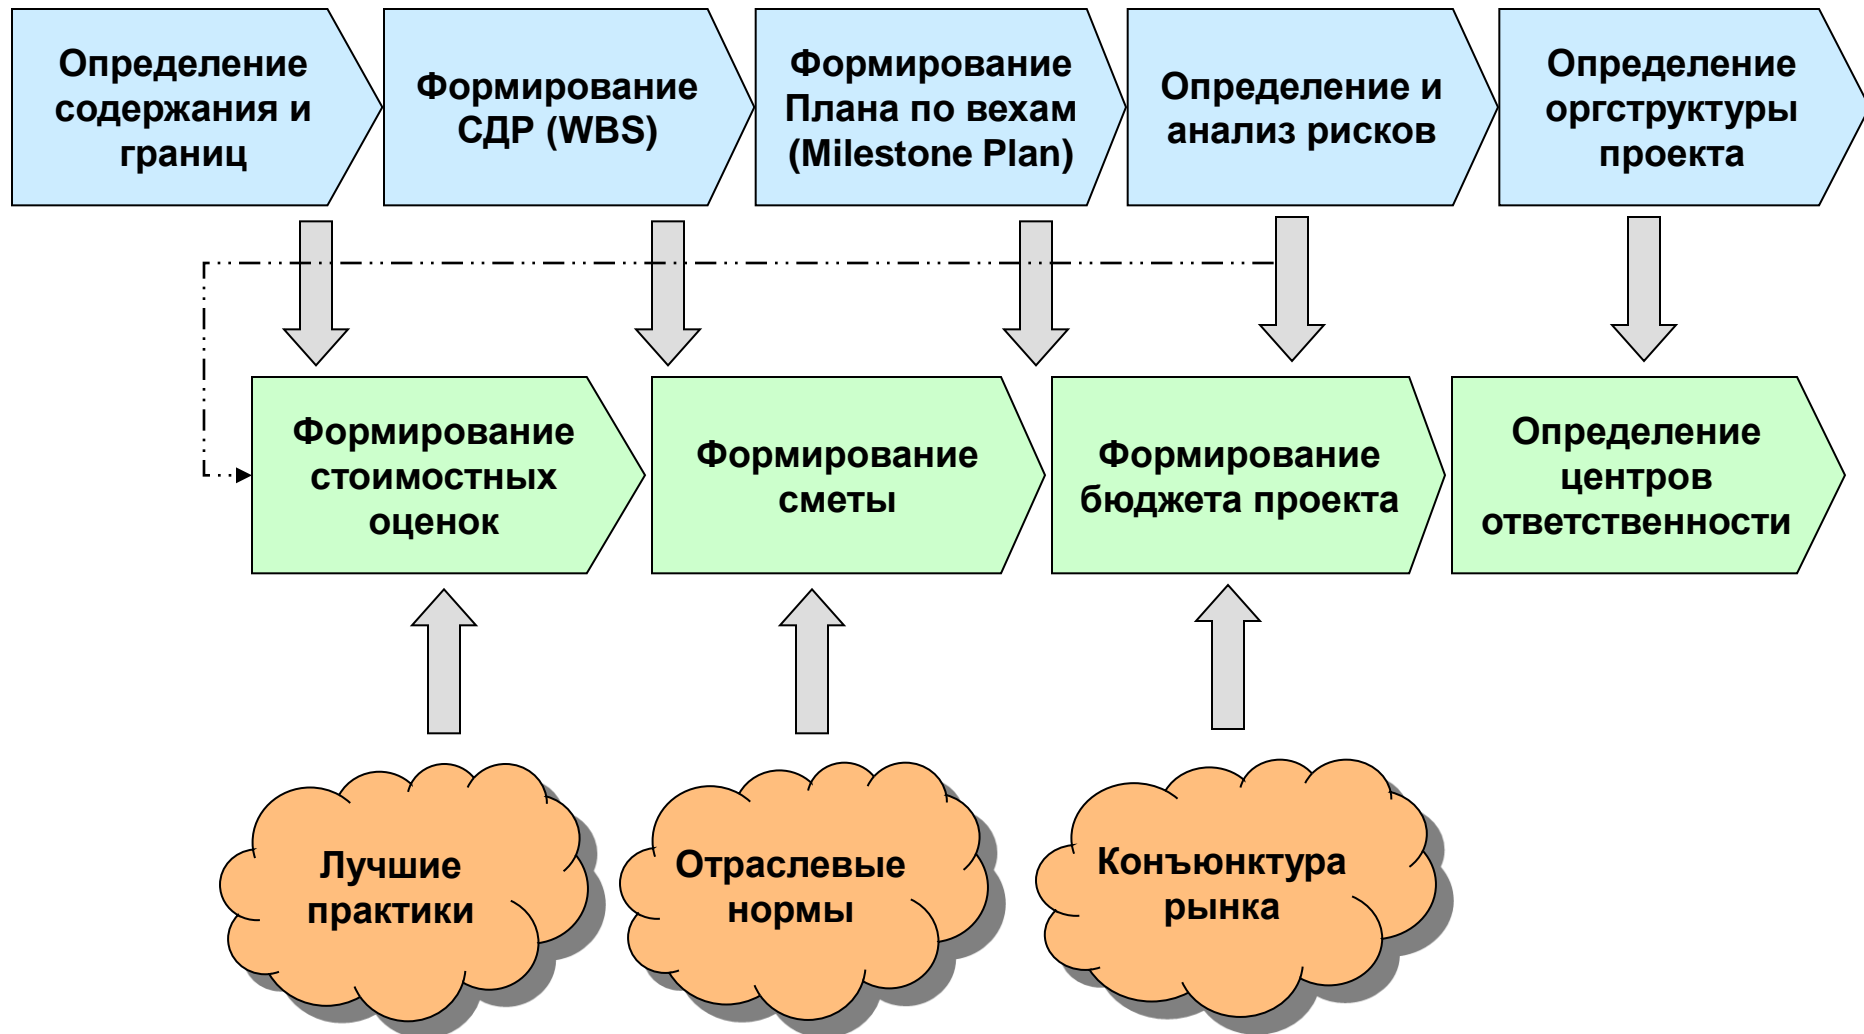 Определение
содержания и
границ
Формирование
СДР (WBS)
Формирование
Плана по вехам
(Milestone Plan)
Определение и
анализ рисков
Определение
оргструктуры
проекта
Формирование
стоимостных
оценок
Формирование
сметы
Формирование
бюджета проекта
Определение
центров
ответственности
Лучшие
практики
Отраслевые
нормы
Конъюнктура
рынка